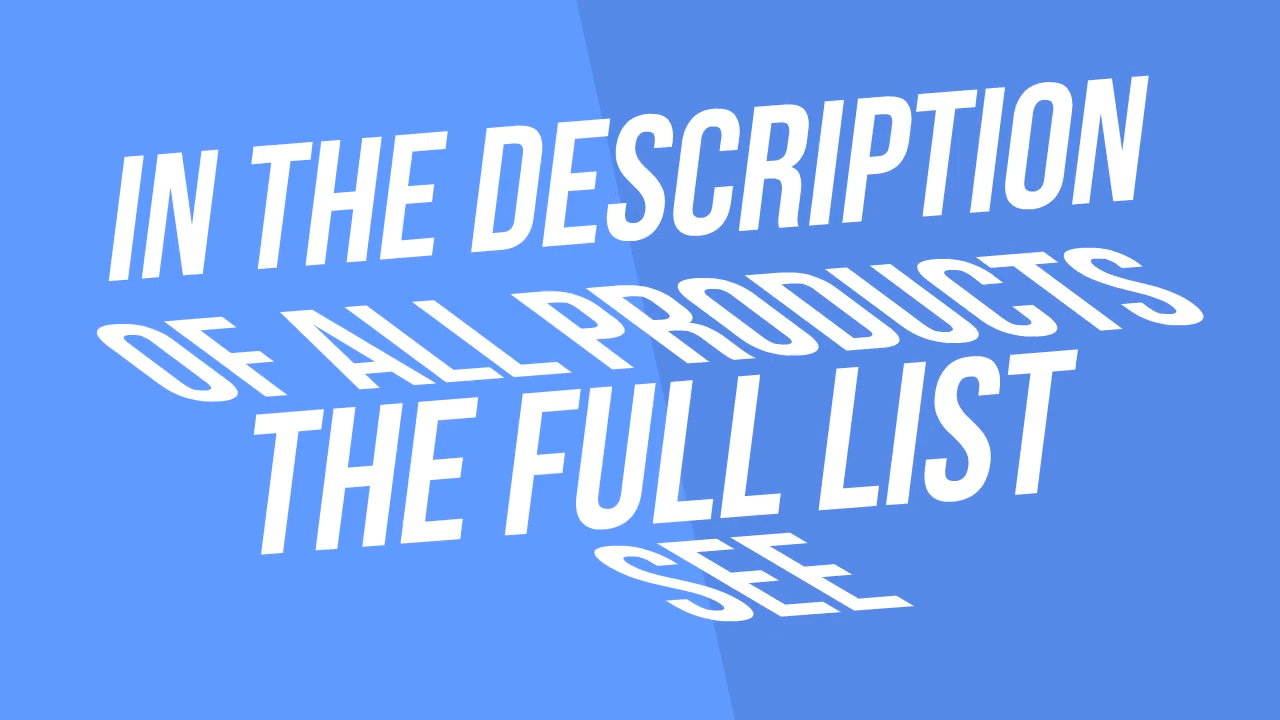 IN THE DESCRIPTION
OF ALL PRODUCTS
THE FULL LIST
SEE